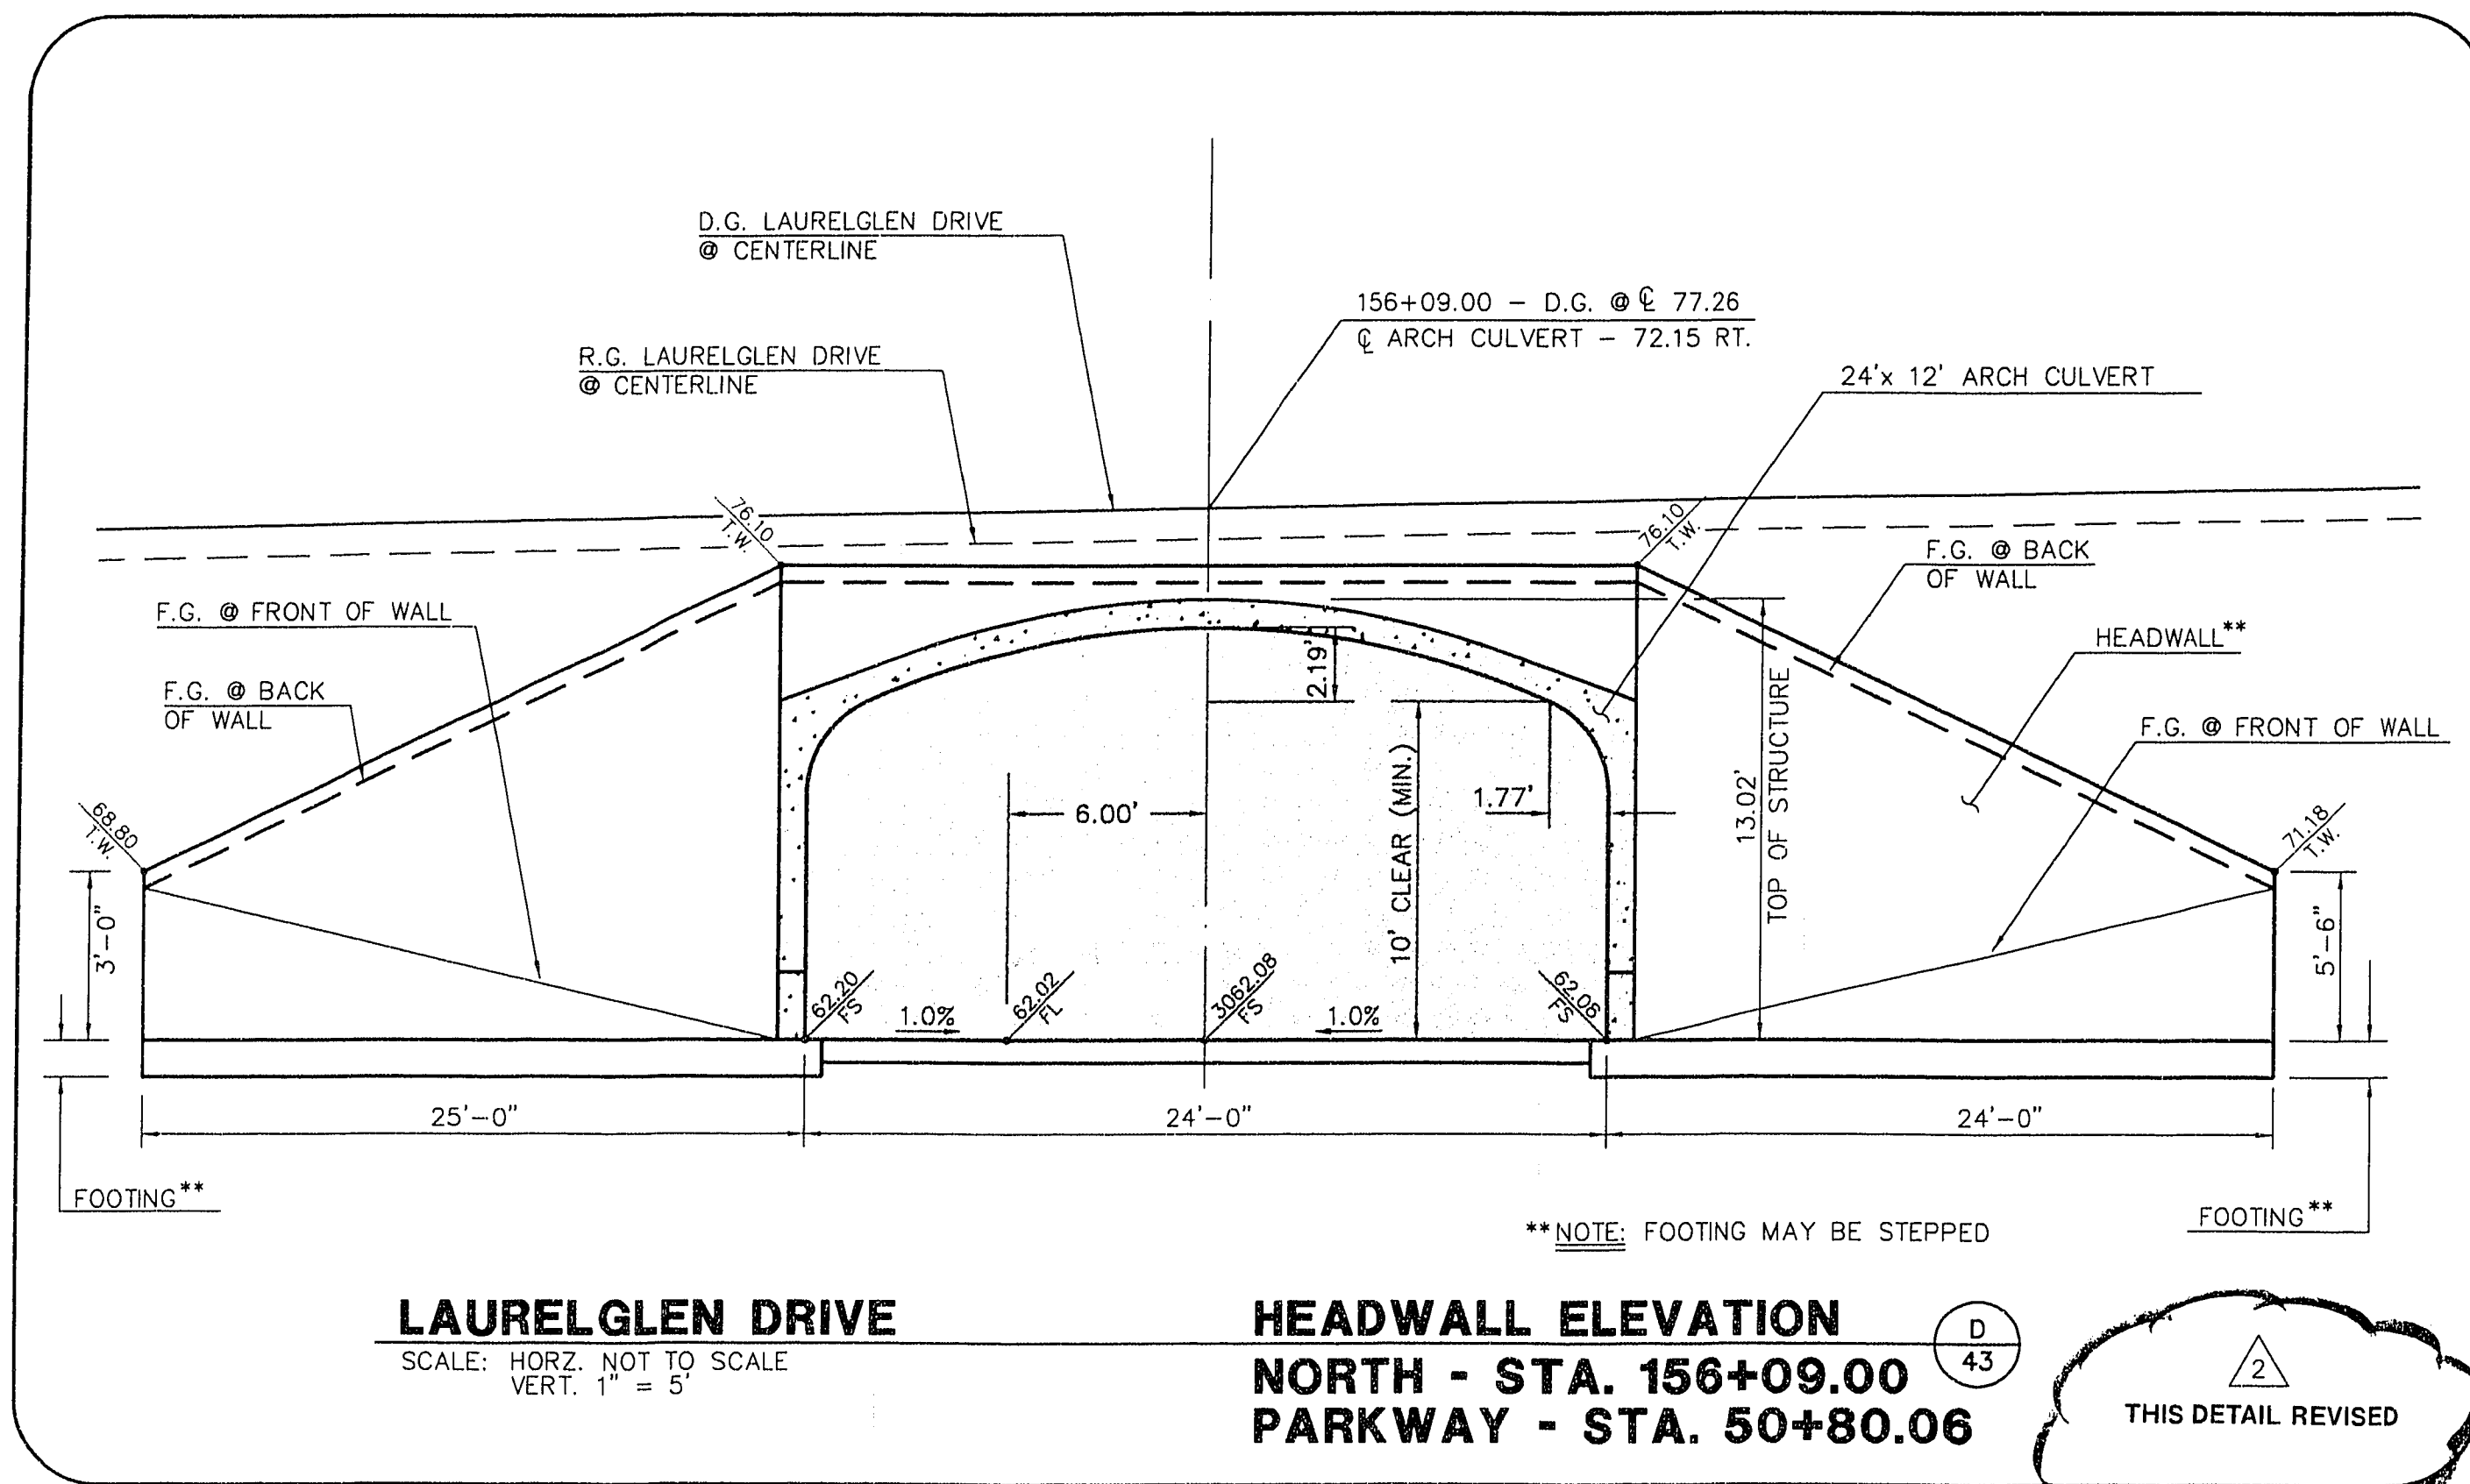 D.G. LAURELGLEN DRIVE
@ CENTERLINE
156+09.00 – D.G. @ ℄ 77.26
℄ ARCH CULVERT – 72.15 RT.
R.G. LAURELGLEN DRIVE
@ CENTERLINE
24'x 12' ARCH CULVERT
76.10
T.W.
76.10
T.W.
F.G. @ BACK
OF WALL
F.G. @ FRONT OF WALL
HEADWALL**
F.G. @ BACK
OF WALL
2.19'
F.G. @ FRONT OF WALL
68.80
T.W.
6.00'
10' CLEAR (MIN.)
1.77'
13.02'
TOP OF STRUCTURE
71.18
T.W.
3'-0"
5'-6"
62.20
FS
1.0%
62.02
FL
3062.08
FS
1.0%
62.08
FS
25'-0"
24'-0"
24'-0"
FOOTING**
**NOTE: FOOTING MAY BE STEPPED
FOOTING**
LAURELGLEN DRIVE
SCALE: HORZ. NOT TO SCALE
VERT. 1" = 5'
HEADWALL ELEVATION
D
43
NORTH - STA. 156+09.00
PARKWAY - STA. 50+80.06
2
THIS DETAIL REVISED